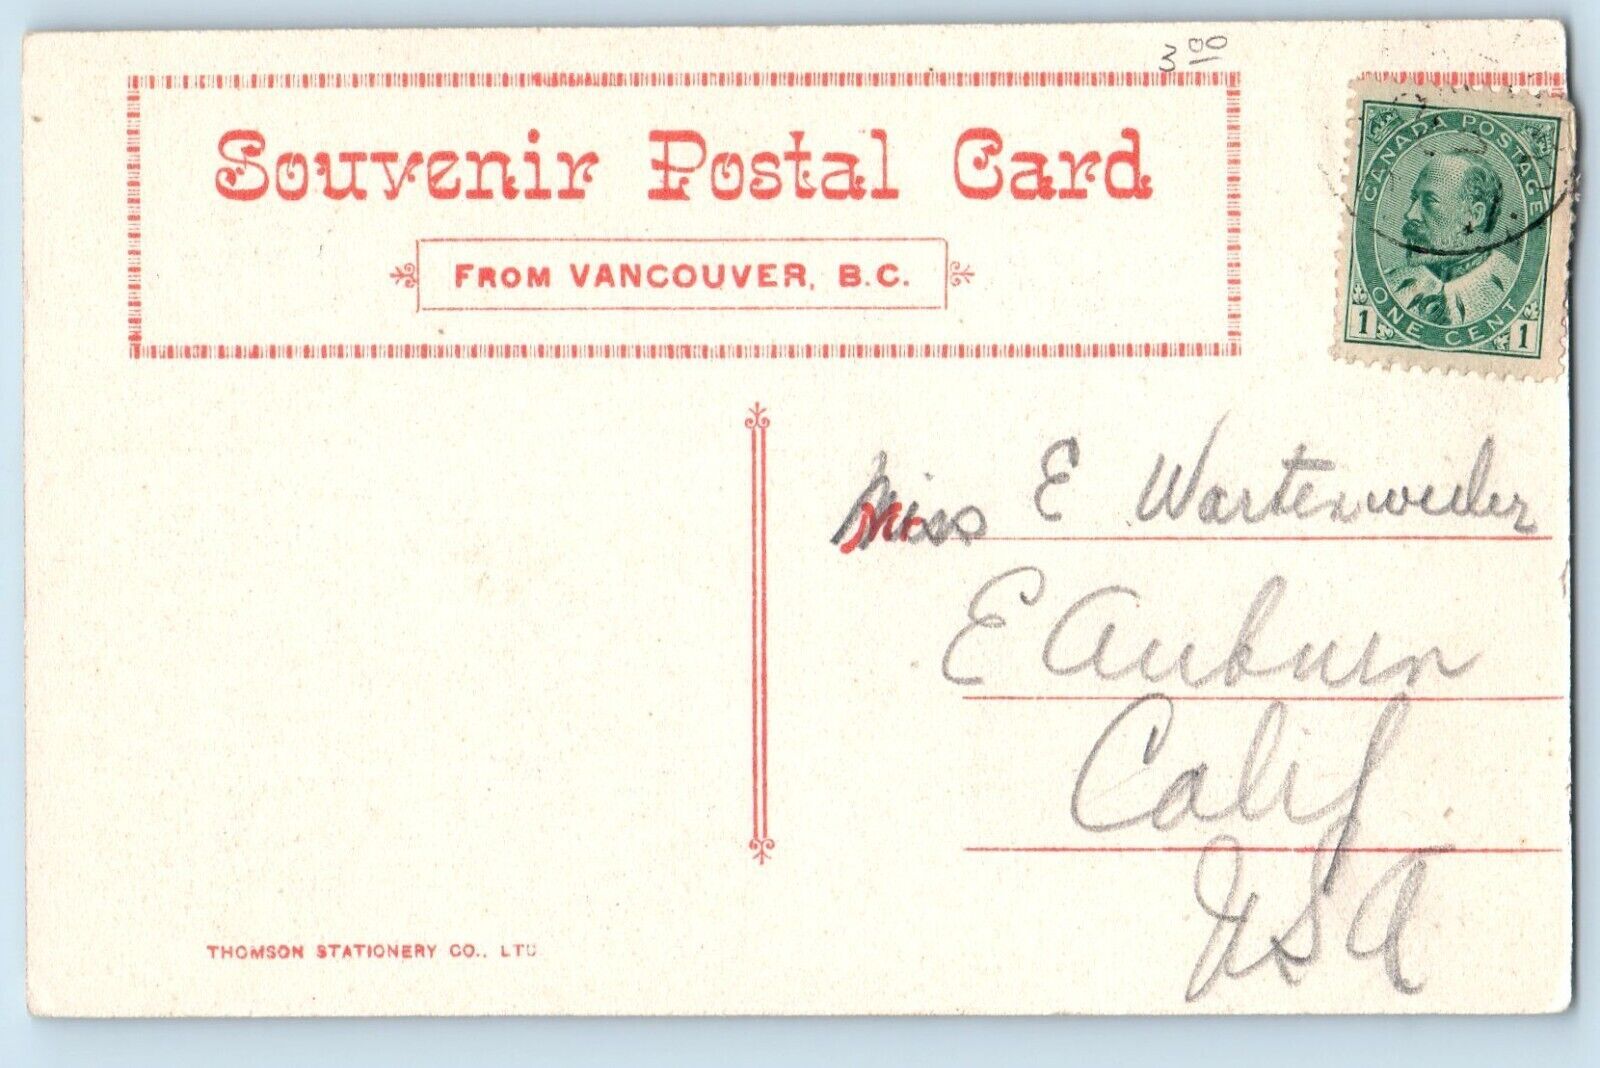 3 00
Souvenir Postal Card
FROM VANCOUVER, B.C.
CANADA POSTAGE
1 ONE CENT 1
Miss E Wartenweiler
E Auburn
Calif
USA
THOMSON STATIONERY CO., LTD